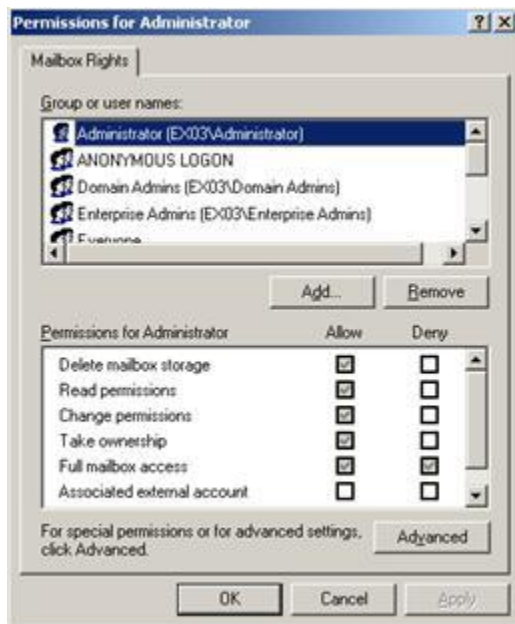 Permissions for Administrator
Mailbox Rights
Group or user names:
Administrator (EX03\Administrator)
ANONYMOUS LOGON
Domain Admins (EX03\Domain Admins)
Enterprise Admins (EX03\Enterprise Admins)
Everyone
Add... Remove
Permissions for Administrator Allow Deny
Delete mailbox storage
Read permissions
Change permissions
Take ownership
Full mailbox access
Associated external account
For special permissions or for advanced settings,
click Advanced.
Advanced
OK Cancel Apply